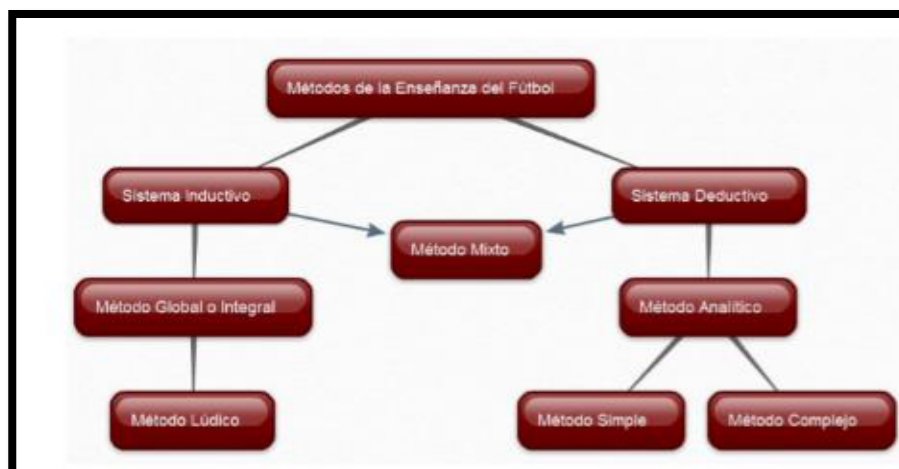 Métodos de la Enseñanza del Fútbol
Sistema Inductivo
Sistema Deductivo
Método Mixto
Método Global o Integral
Método Analítico
Método Lúdico
Método Simple
Método Complejo